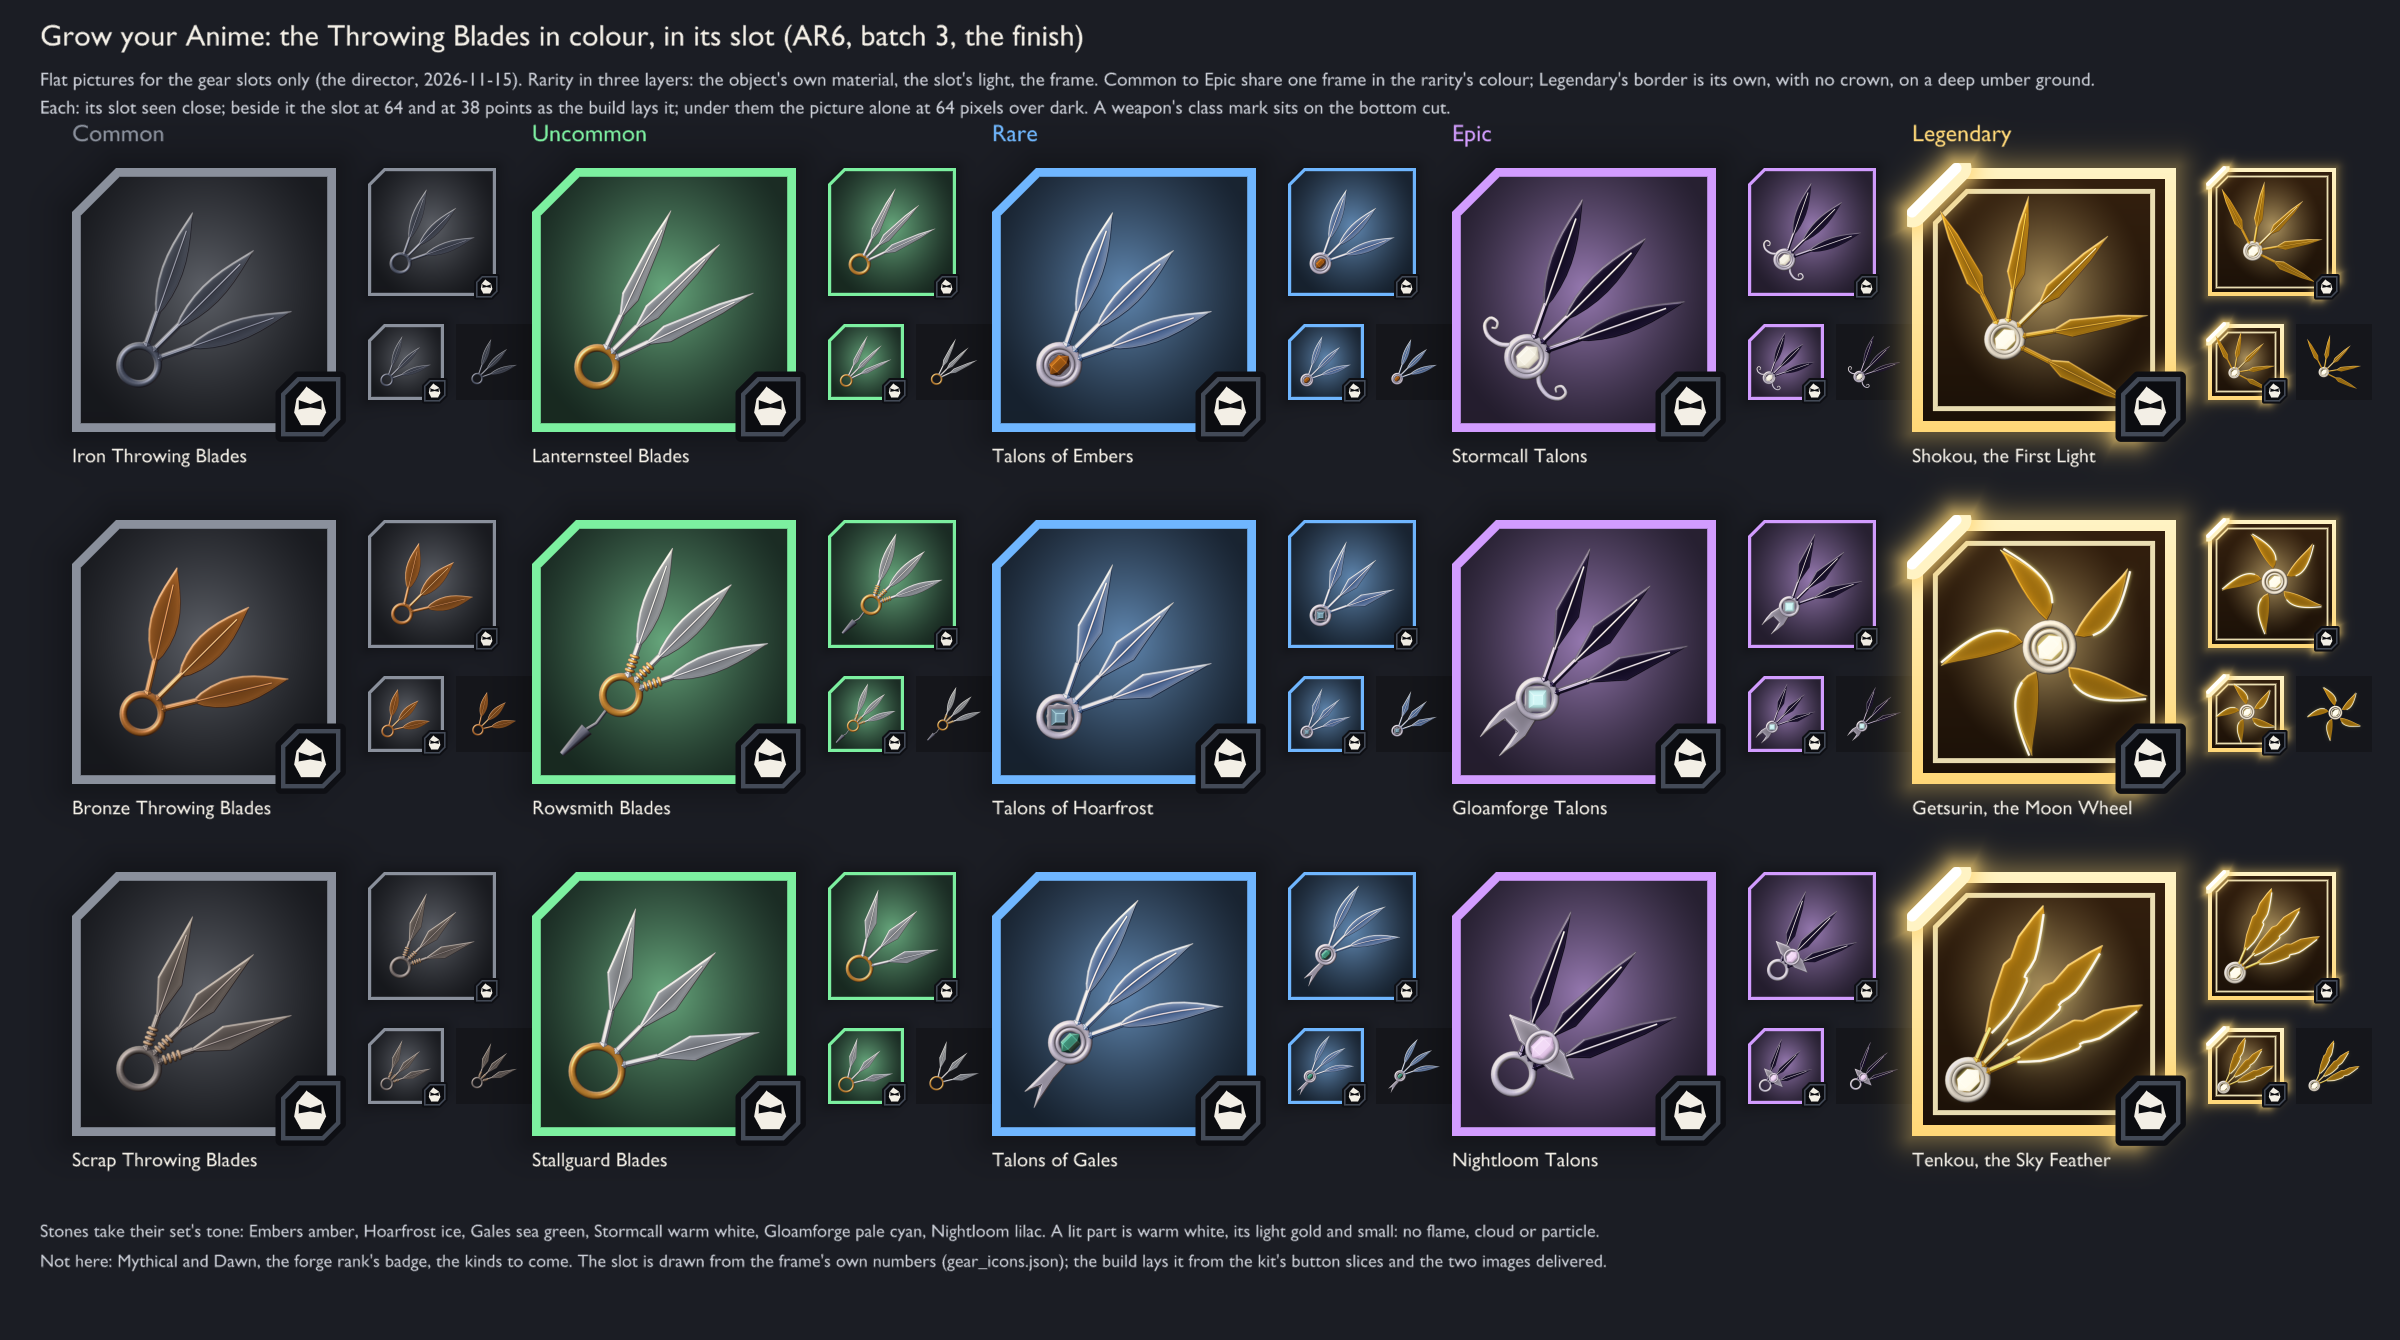 Grow your Anime: the Throwing Blades in colour, in its slot (AR6, batch 3, the finish)
Flat pictures for the gear slots only (the director, 2026-11-15). Rarity in three layers: the object's own material, the slot's light, the frame. Common to Epic share one frame in the rarity's colour; Legendary's border is its own, with no crown, on a deep umber ground.
Each: its slot seen close; beside it the slot at 64 and at 38 points as the build lays it; under them the picture alone at 64 pixels over dark. A weapon's class mark sits on the bottom cut.
Common Uncommon Rare Epic Legendary
Iron Throwing Blades Lanternsteel Blades Talons of Embers Stormcall Talons Shokou, the First Light
Bronze Throwing Blades Rowsmith Blades Talons of Hoarfrost Gloamforge Talons Getsurin, the Moon Wheel
Scrap Throwing Blades Stallguard Blades Talons of Gales Nightloom Talons Tenkou, the Sky Feather
Stones take their set's tone: Embers amber, Hoarfrost ice, Gales sea green, Stormcall warm white, Gloamforge pale cyan, Nightloom lilac. A lit part is warm white, its light gold and small: no flame, cloud or particle.
Not here: Mythical and Dawn, the forge rank's badge, the kinds to come. The slot is drawn from the frame's own numbers (gear_icons.json); the build lays it from the kit's button slices and the two images delivered.